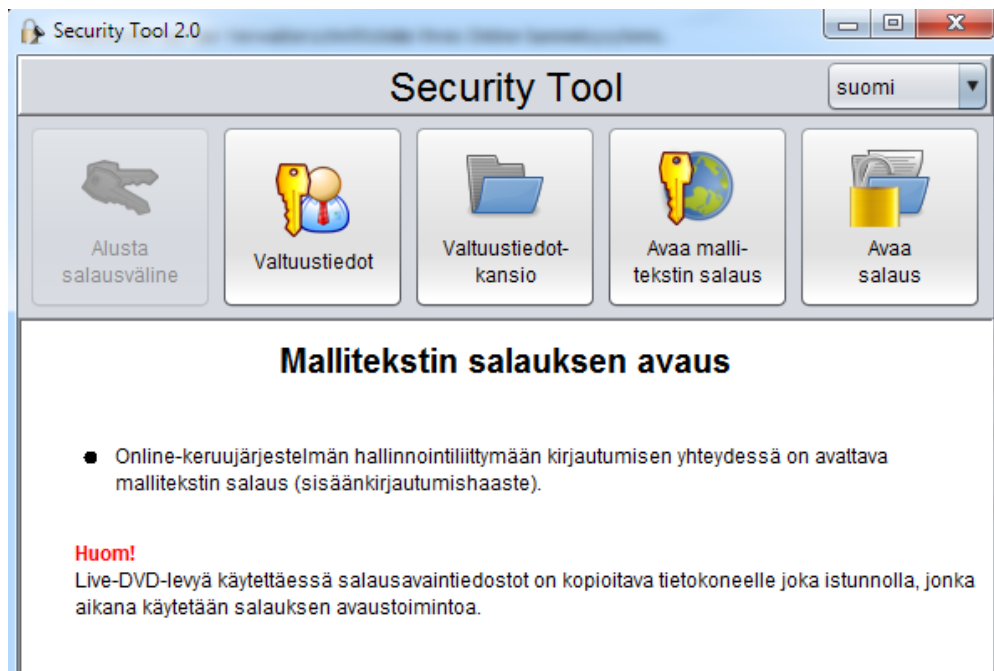 Security Tool 2.0
Security Tool
suomi
Alusta
salausväline
Valtuustiedot
Valtuustiedot-
kansio
Avaa malli-
tekstin salaus
Avaa
salaus
Mallitekstin salauksen avaus
Online-keruujärjestelmän hallinnointiliittymään kirjautumisen yhteydessä on avattava
mallitekstin salaus (sisäänkirjautumishaaste).
Huom!
Live-DVD-levyä käytettäessä salausavaintiedostot on kopioitava tietokoneelle joka istunnolla, jonka
aikana käytetään salauksen avaustoimintoa.